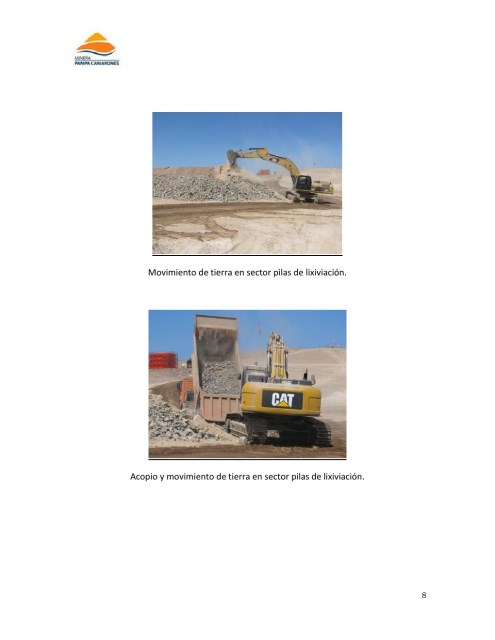 MINERA
PAMPA CAMARONES
Movimiento de tierra en sector pilas de lixiviación.
CAT
Acopio y movimiento de tierra en sector pilas de lixiviación.
8